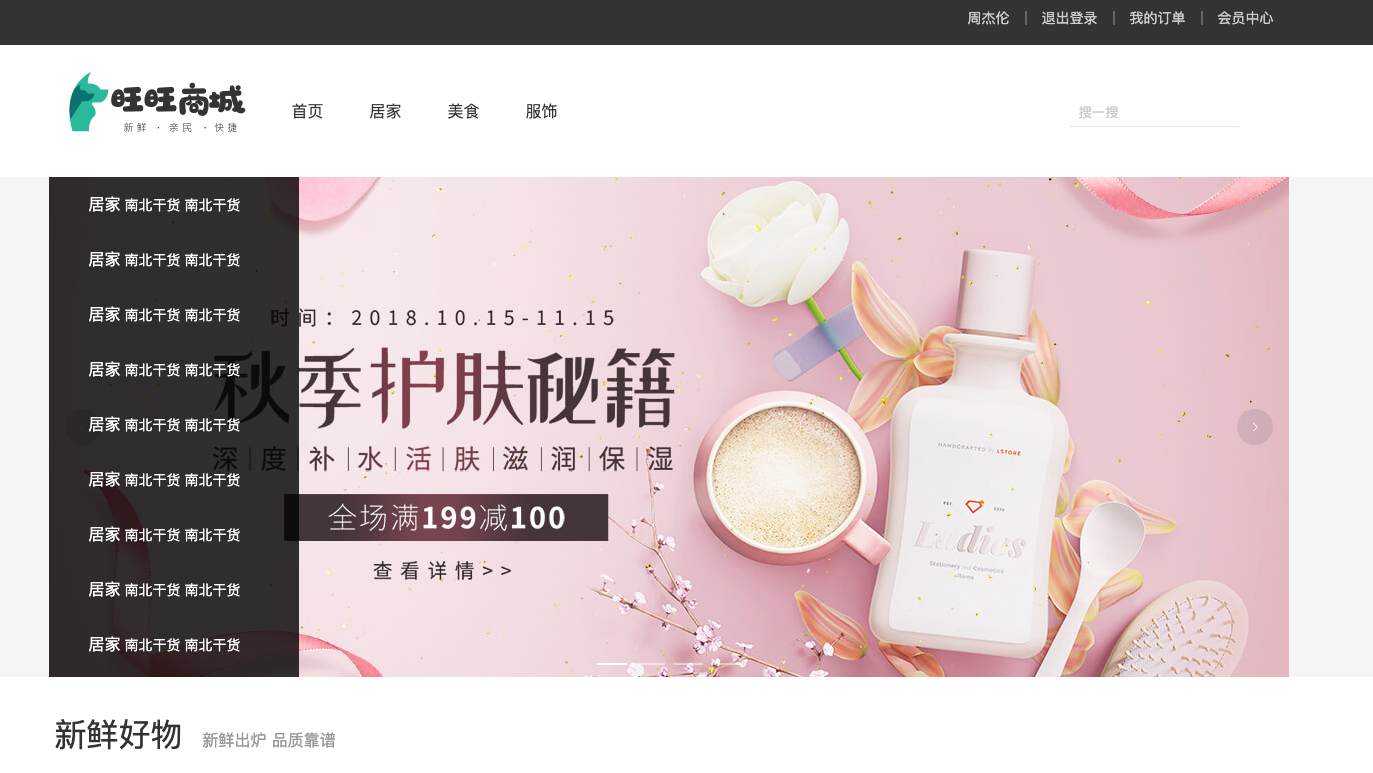 周杰伦 | 退出登录 | 我的订单 | 会员中心
旺旺商城
新鲜 · 亲民 · 快捷
首页 居家 美食 服饰
搜一搜
居家 南北干货 南北干货
居家 南北干货 南北干货
居家 南北干货 南北干货
居家 南北干货 南北干货
居家 南北干货 南北干货
居家 南北干货 南北干货
居家 南北干货 南北干货
居家 南北干货 南北干货
居家 南北干货 南北干货
时间：2018.10.15-11.15
秋季护肤秘籍
深|度|补|水|活|肤|滋|润|保|湿
全场满199减100
查看详情>>
HANDCRAFTED IN LSTORE
Ladies
Stationery and Cosmetics
Items
新鲜好物 新鲜出炉 品质靠谱